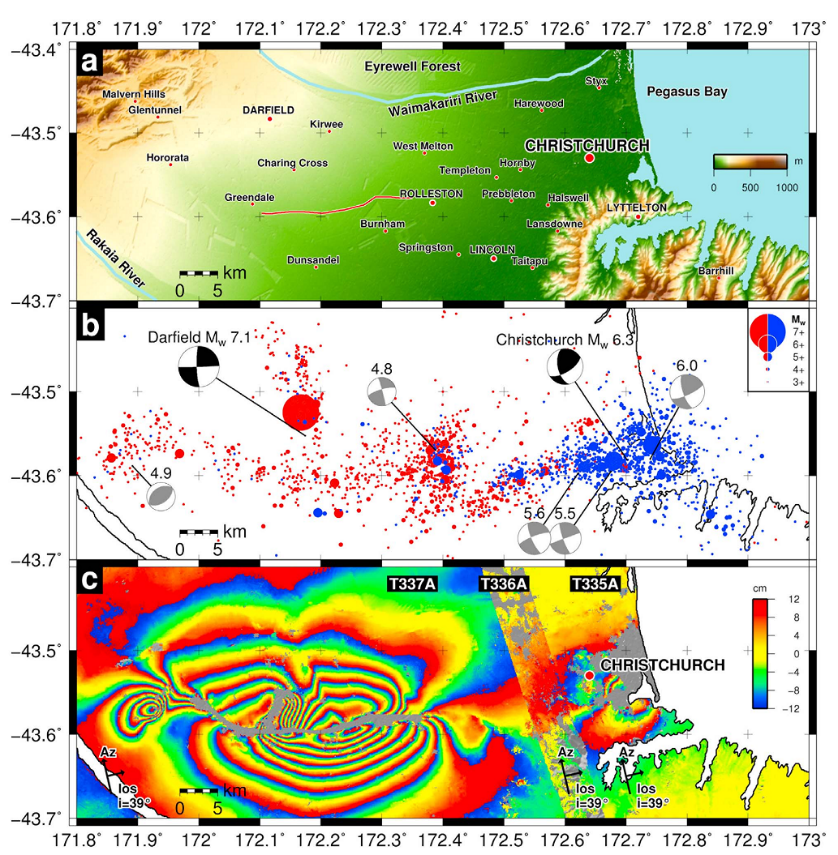 171.8° 171.9° 172° 172.1° 172.2° 172.3° 172.4° 172.5° 172.6° 172.7° 172.8° 172.9° 173°
−43.4°
a
Eyrewell Forest
Styx
Pegasus Bay
Malvern Hills
Glentunnel
Waimakariri River
Harewood
DARFIELD
Kirwee
−43.5°
West Melton
CHRISTCHURCH
Hororata
Charing Cross
Templeton
Hornby
m
0 500 1000
Greendale
ROLLESTON
Prebbleton
Halswell
LYTTELTON
−43.6°
Burnham
Lansdowne
Rakaia River
Springston
LINCOLN
Dunsandel
Taitapu
Barrhill
km
0 5
−43.7°
b
Darfield Mw 7.1
Christchurch Mw 6.3
Mw
7+
6+
5+
4+
3+
4.8
6.0
−43.5°
4.9
−43.6°
5.6
5.5
km
0 5
−43.7°
c
T337A
T336A
T335A
cm
12
8
4
0
−4
−8
−12
−43.5°
CHRISTCHURCH
−43.6°
Az
los
i=39°
Az
los
i=39°
Az
los
i=39°
km
0 5
−43.7°
171.8° 171.9° 172° 172.1° 172.2° 172.3° 172.4° 172.5° 172.6° 172.7° 172.8° 172.9° 173°